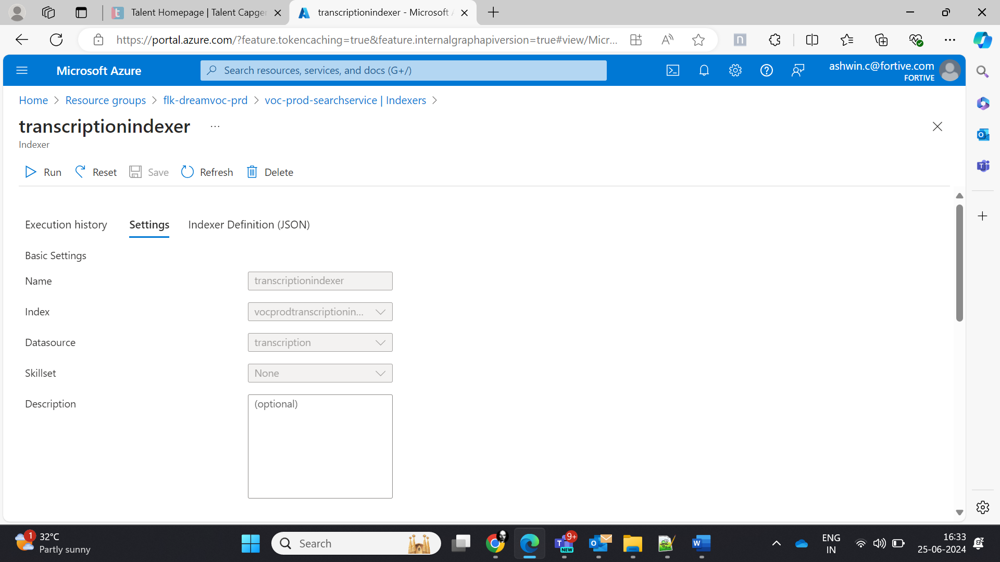 Talent Homepage | Talent Capger
transcriptionindexer - Microsoft A
https://portal.azure.com/?feature.tokencaching=true&feature.internalgraphapiversion=true#view/Micr...
Microsoft Azure
Search resources, services, and docs (G+/)
ashwin.c@fortive.com
FORTIVE
Home > Resource groups > flk-dreamvoc-prd > voc-prod-searchservice | Indexers >
transcriptionindexer ...
Indexer
Run Reset Save Refresh Delete
Execution history Settings Indexer Definition (JSON)
Basic Settings
Name transcriptionindexer
Index vocprodtranscriptionin...
Datasource transcription
Skillset None
Description (optional)
1 32°C
Partly sunny
Search
9+
NEW
ENG
IN
16:33
25-06-2024